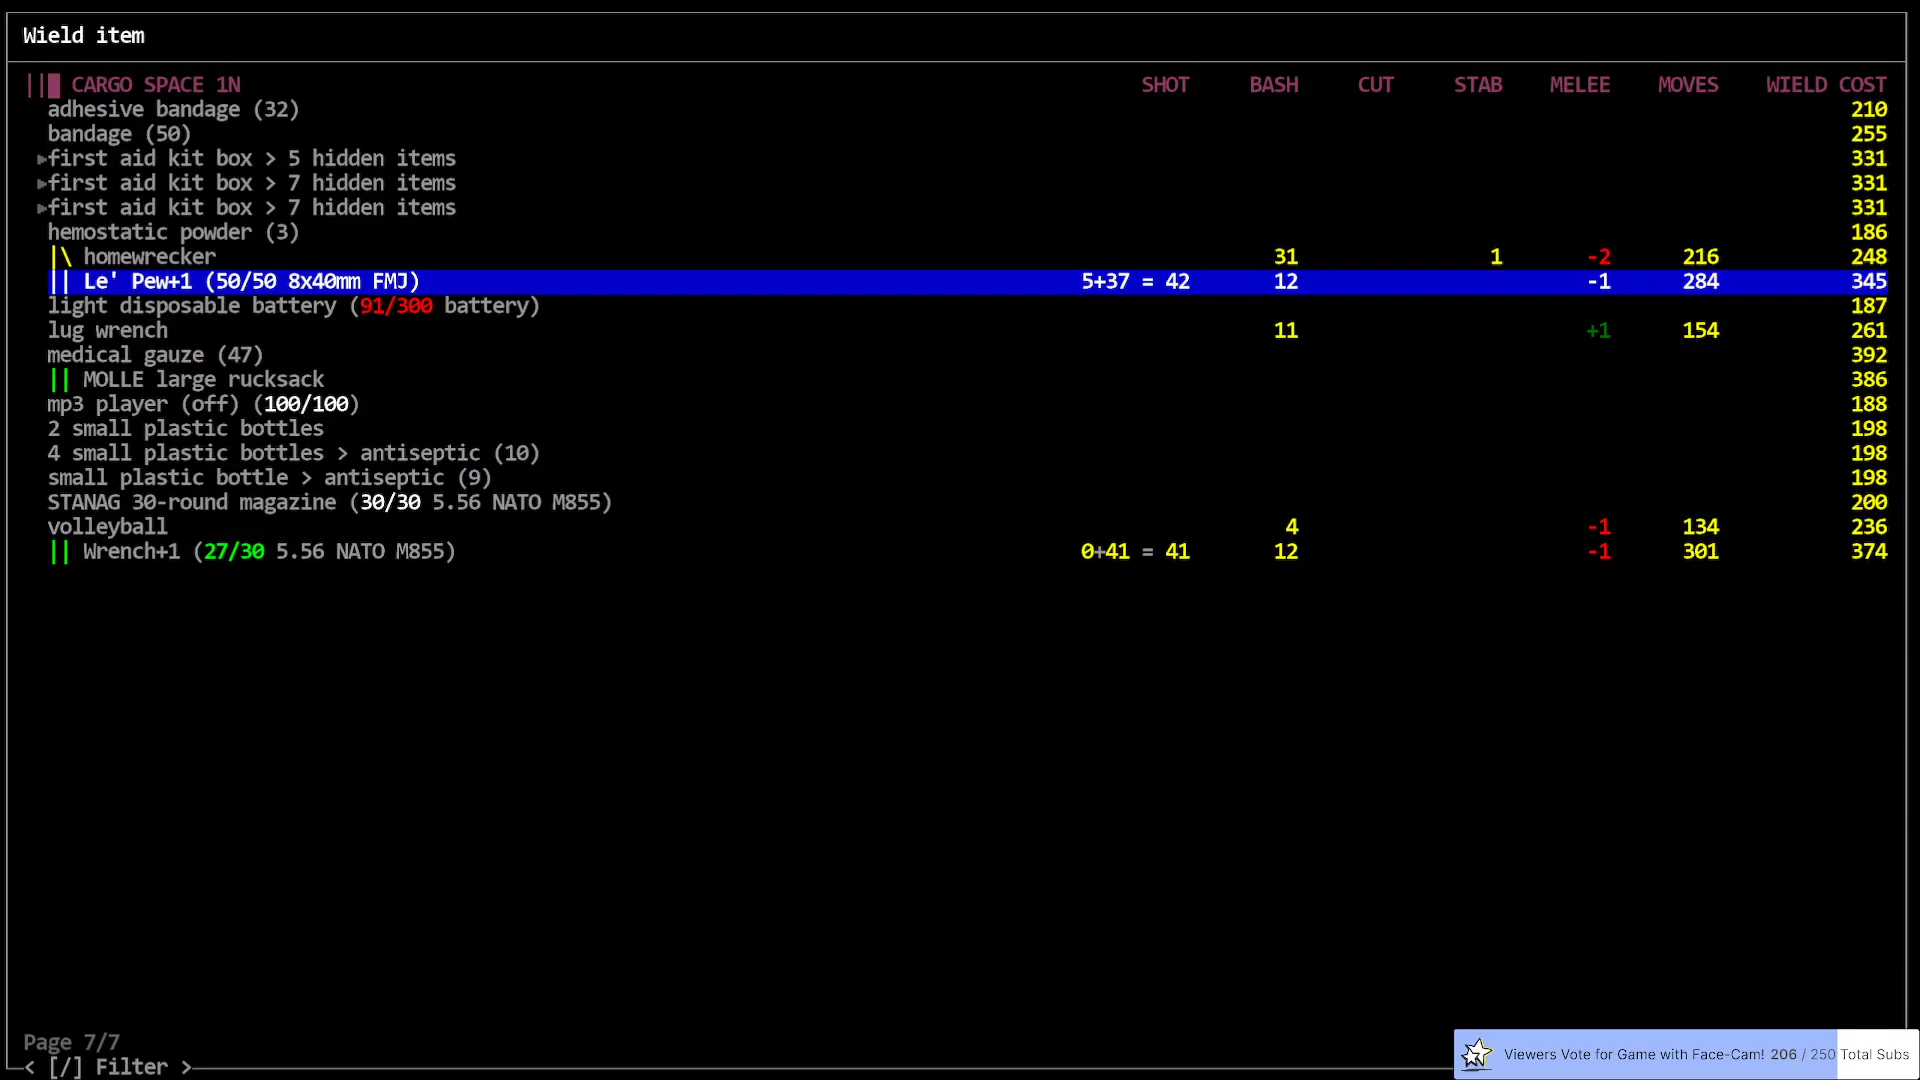 Wield item
CARGO SPACE 1N SHOT BASH CUT STAB MELEE MOVES WIELD COST
adhesive bandage (32) 210
bandage (50) 255
first aid kit box > 5 hidden items 331
first aid kit box > 7 hidden items 331
first aid kit box > 7 hidden items 331
hemostatic powder (3) 186
|\ homewrecker 31 1 -2 216 248
|| Le' Pew+1 (50/50 8x40mm FMJ) 5+37 = 42 12 -1 284 345
light disposable battery (91/300 battery) 187
lug wrench 11 +1 154 261
medical gauze (47) 392
|| MOLLE large rucksack 386
mp3 player (off) (100/100) 188
2 small plastic bottles 198
4 small plastic bottles > antiseptic (10) 198
small plastic bottle > antiseptic (9) 198
STANAG 30-round magazine (30/30 5.56 NATO M855) 200
volleyball 4 -1 134 236
|| Wrench+1 (27/30 5.56 NATO M855) 0+41 = 41 12 -1 301 374
Page 7/7
< [/] Filter >
Viewers Vote for Game with Face-Cam! 206 / 250 Total Subs